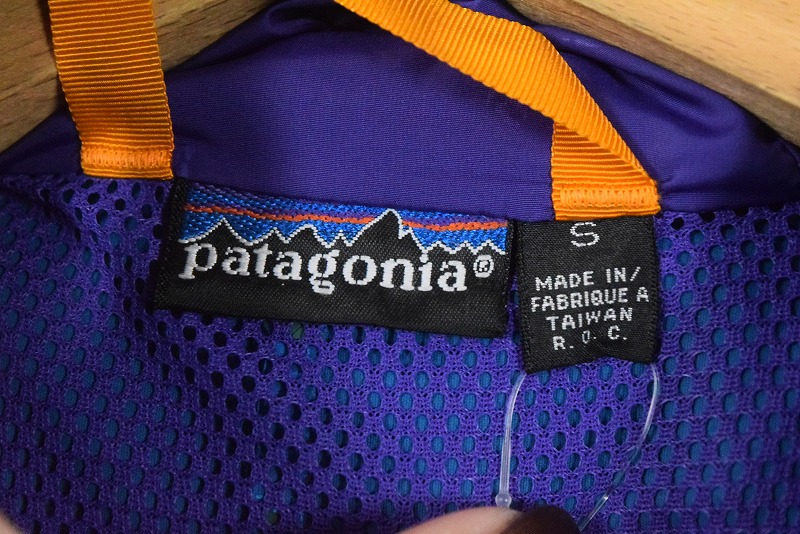 patagonia®
S
MADE IN/
FABRIQUE A
TAIWAN
R. O. C.